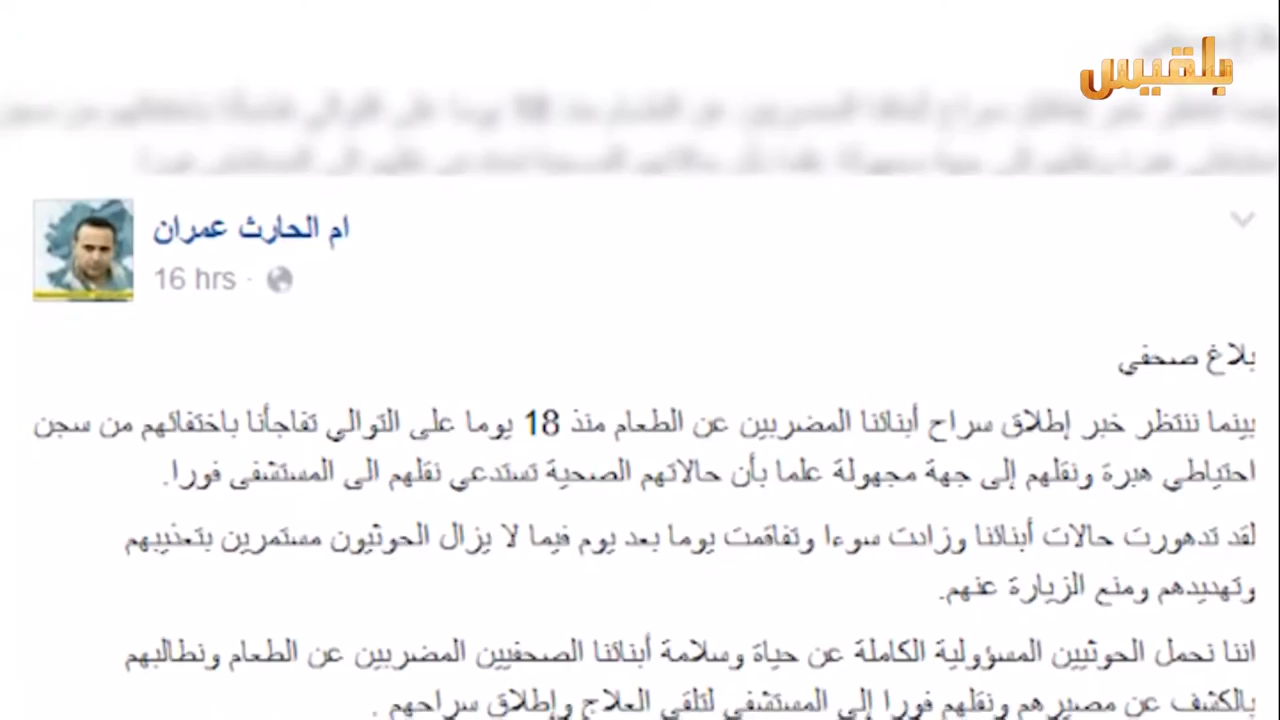 بلقيس
ام الحارث عمران
16 hrs ·
بلاغ صحفي
بينما ننتظر خبر إطلاق سراح أبنائنا المضربين عن الطعام منذ 18 يوما على التوالي تفاجأنا باختفائهم من سجن
احتياطي هبرة ونقلهم إلى جهة مجهولة علما بأن حالاتهم الصحية تستدعي نقلهم الى المستشفى فورا.
لقد تدهورت حالات أبنائنا وزادت سوءا وتفاقمت يوما بعد يوم فيما لا يزال الحوثيون مستمرين بتعذيبهم
وتهديدهم ومنع الزيارة عنهم.
اننا نحمل الحوثيين المسؤولية الكاملة عن حياة وسلامة أبنائنا الصحفيين المضربين عن الطعام ونطالبهم
بالكشف عن مصيرهم ونقلهم فورا إلى المستشفى لتلقي العلاج وإطلاق سراحهم .